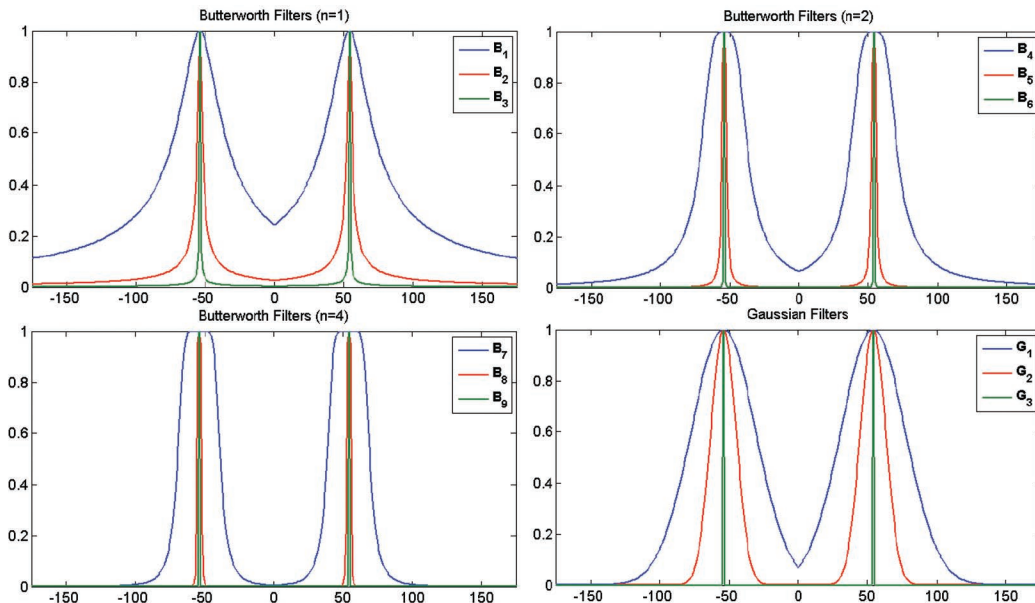 Butterworth Filters (n=1)
1
0.8
0.6
0.4
0.2
0
-150 -100 -50 0 50 100 150
B1
B2
B3
Butterworth Filters (n=2)
1
0.8
0.6
0.4
0.2
0
-150 -100 -50 0 50 100 150
B4
B5
B6
Butterworth Filters (n=4)
1
0.8
0.6
0.4
0.2
0
-150 -100 -50 0 50 100 150
B7
B8
B9
Gaussian Filters
1
0.8
0.6
0.4
0.2
0
-150 -100 -50 0 50 100 150
G1
G2
G3